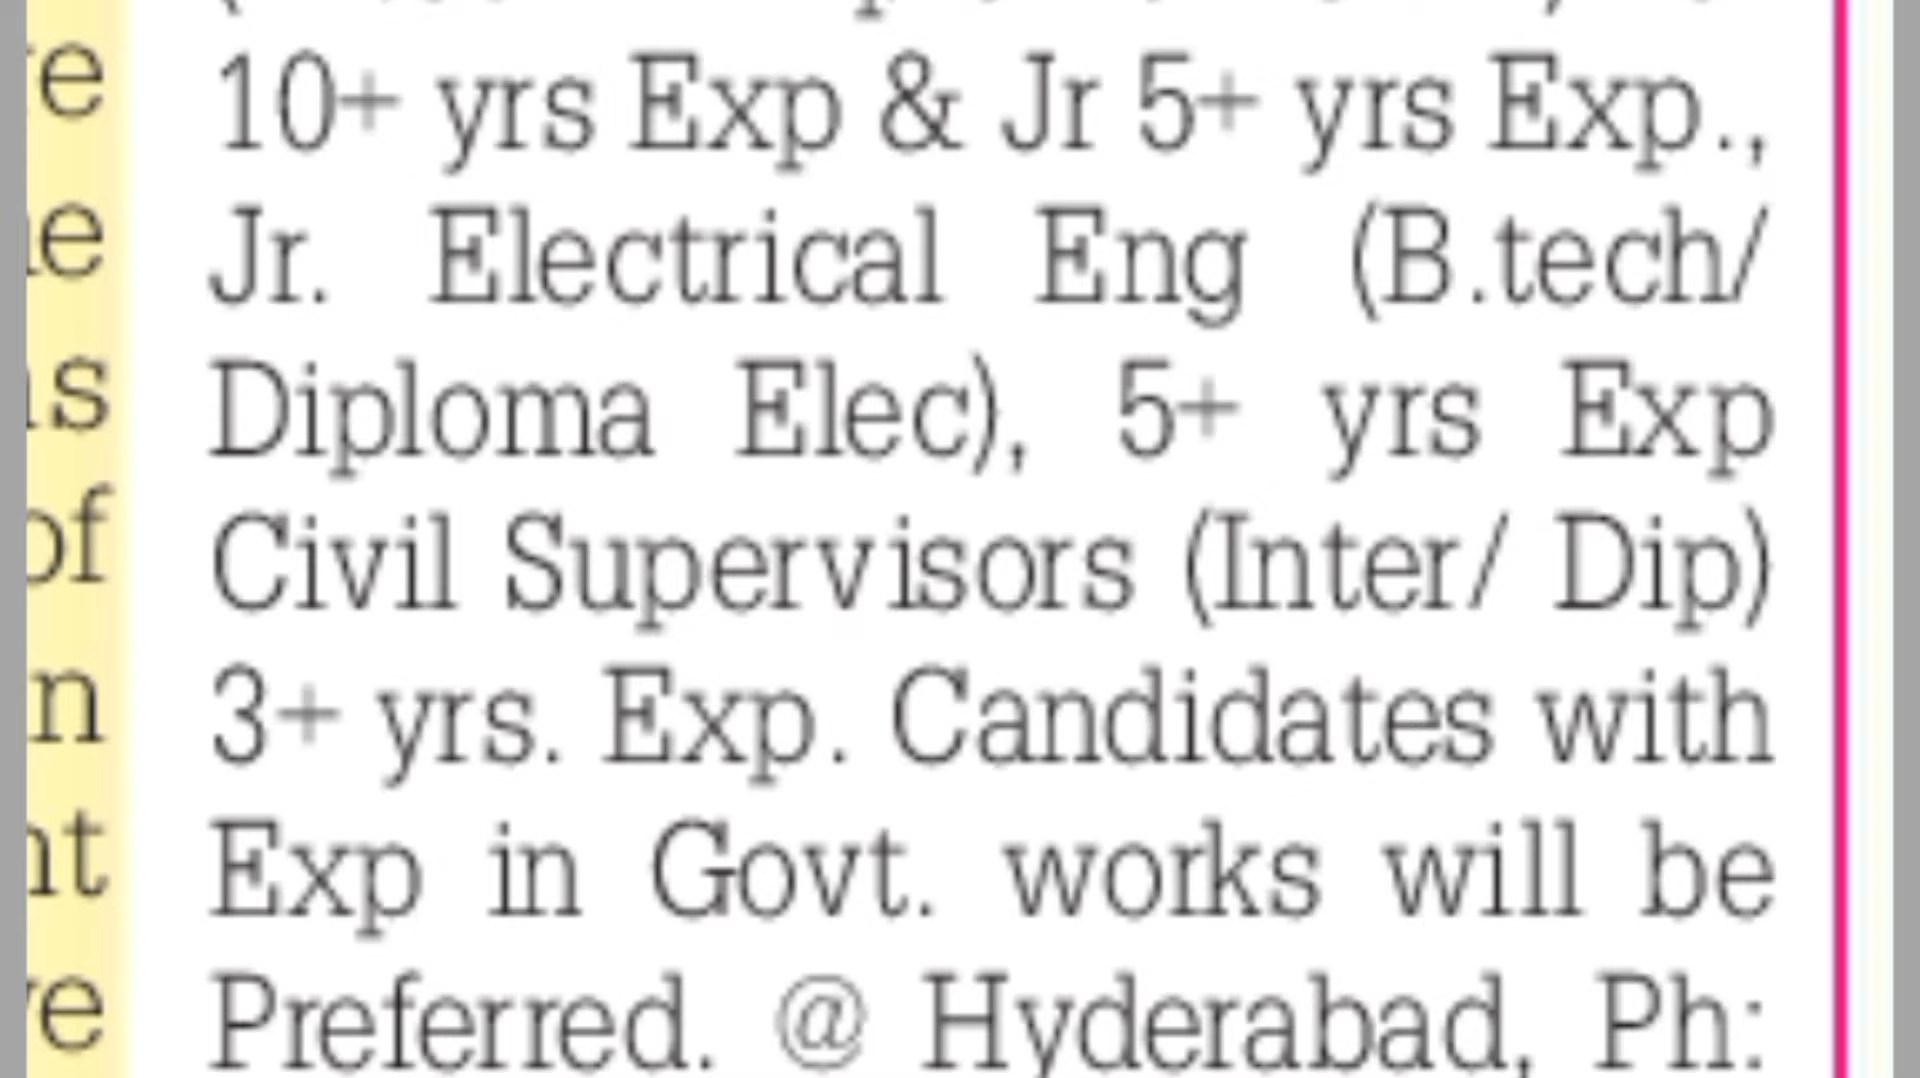 10+ yrs Exp & Jr 5+ yrs Exp.,
Jr. Electrical Eng (B.tech/
Diploma Elec), 5+ yrs Exp
Civil Supervisors (Inter/ Dip)
3+ yrs. Exp. Candidates with
Exp in Govt. works will be
Preferred. @ Hyderabad, Ph: